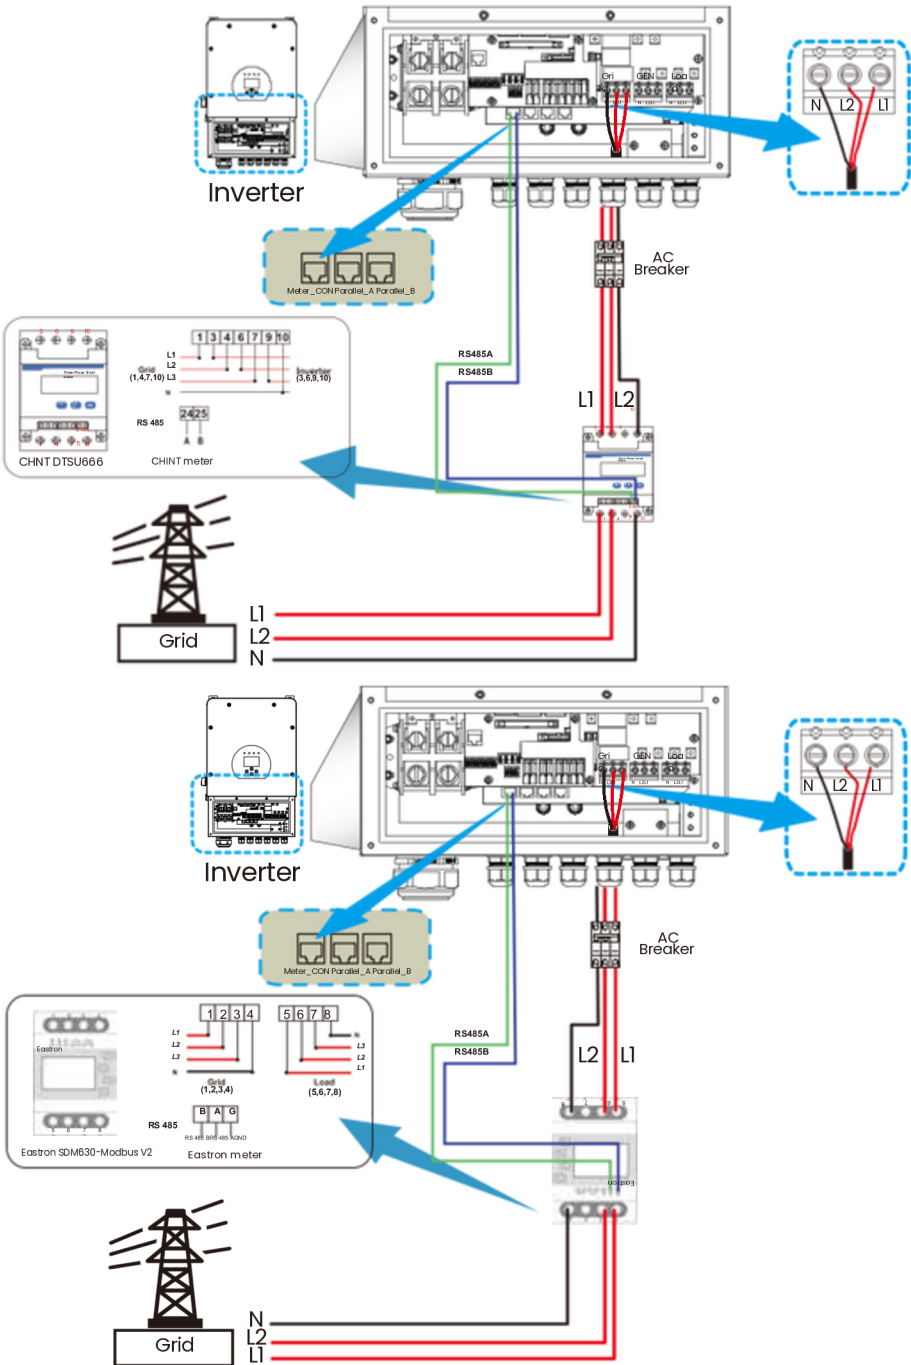 Gri
GEN
Loa
N L2 L1
Inverter
AC
Breaker
Meter_CON Parallel_A Parallel_B
RS485A
RS485B
1 3 4 6 7 9 10
L1
L2
L3
N
Grid
(1,4,7,10)
Inverter
(3,6,9,10)
24 25
RS 485
A B
CHNT DTSU666
CHINT meter
L1 L2
Grid
L1
L2
N
Gri
GEN
Loa
N L2 L1
Inverter
AC
Breaker
Meter_CON Parallel_A Parallel_B
RS485A
RS485B
L2 L1
1 2 3 4
5 6 7 8
L1
L2
L3
N
N
L3
L2
L1
Grid
(1,2,3,4)
Load
(5,6,7,8)
Eastron
5 6 7 8
B A G
RS 485
RS 485 B RS 485 A GND
Eastron SDM630-Modbus V2
Eastron meter
Eastron
Grid
N
L2
L1